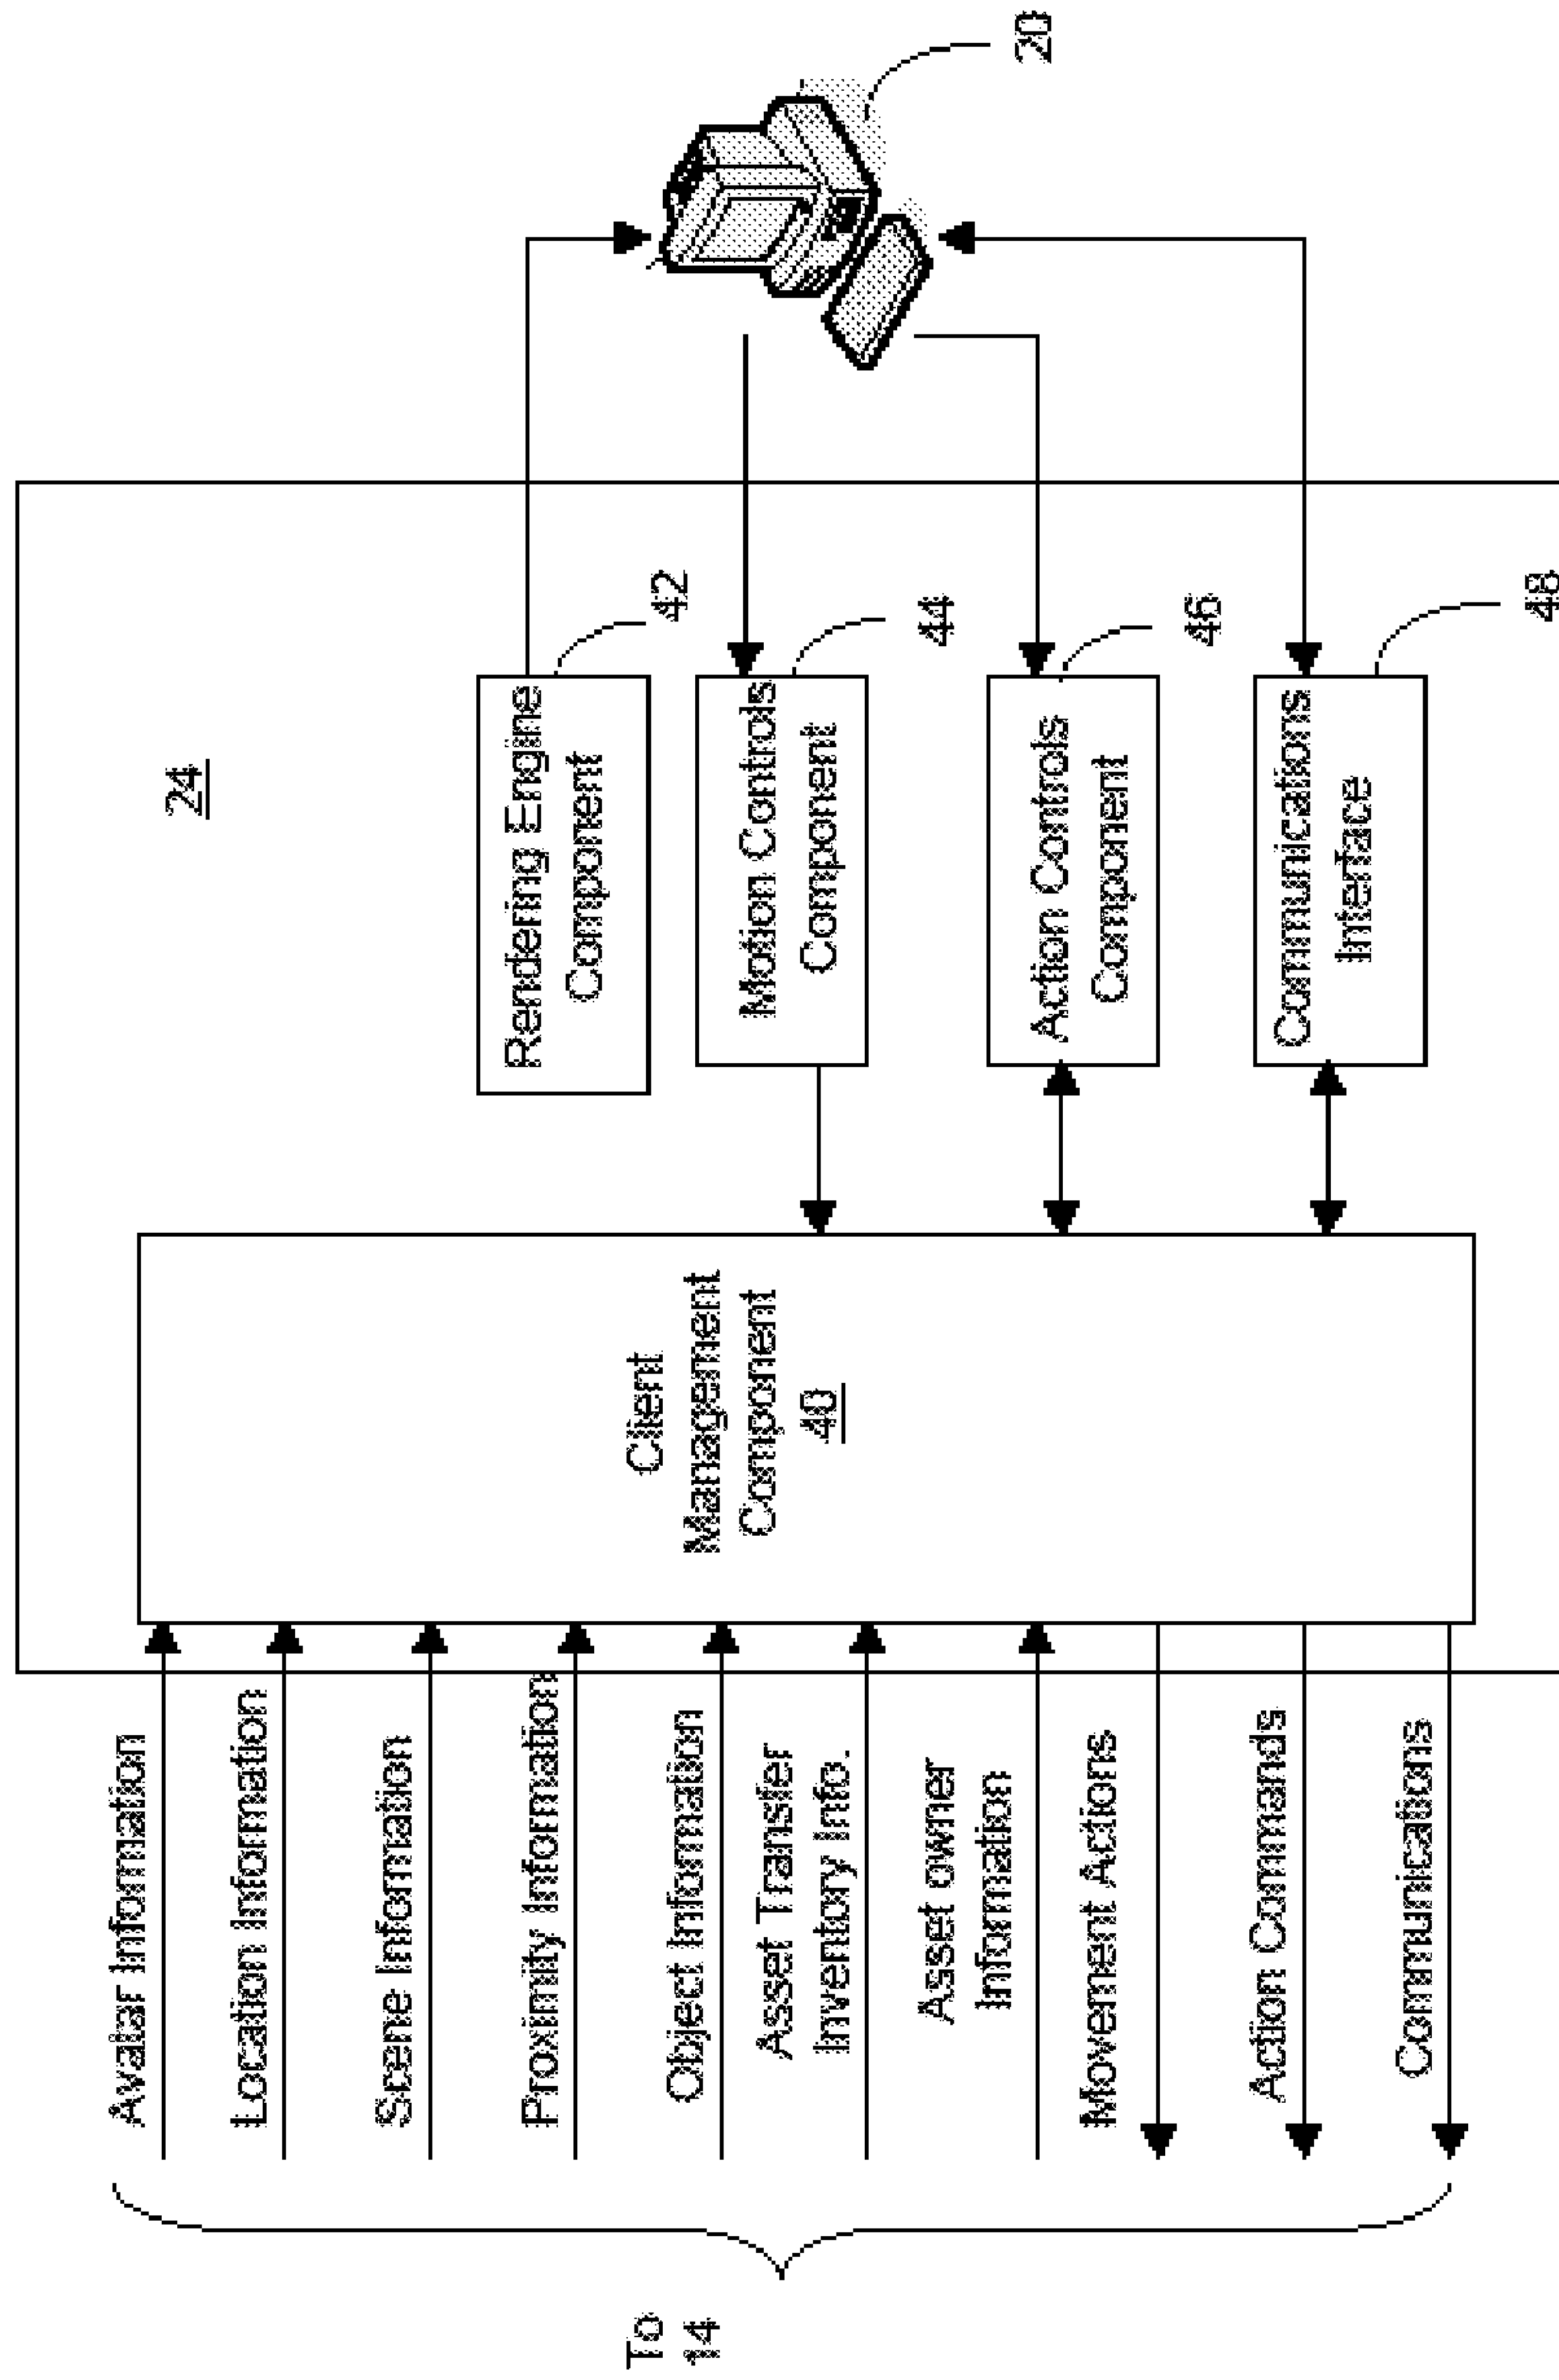 To
14
Avatar Information
Location Information
Scene Information
Proximity Information
Object Information
Asset Transfer
Inventory Info.
Asset owner
Information
Movement Actions
Action Commands
Communications
Client
Management
Component
40
24
Rendering Engine
Component
42
Motion Controls
Component
44
Action Controls
Component
46
Communications
Interface
48
20